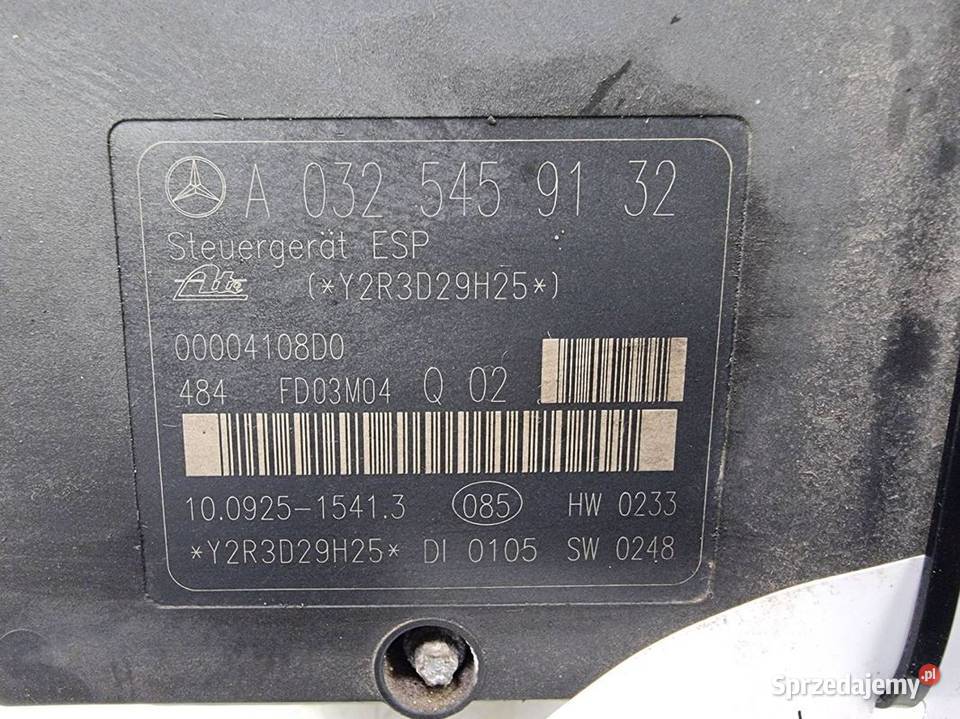 A 032 545 91 32
Steuergerät ESP
Ate (*Y2R3D29H25*)
00004108D0
484 FD03M04 Q 02
10.0925-1541.3 085 HW 0233
*Y2R3D29H25* DI 0105 SW 0248
Sprzedajemy.pl